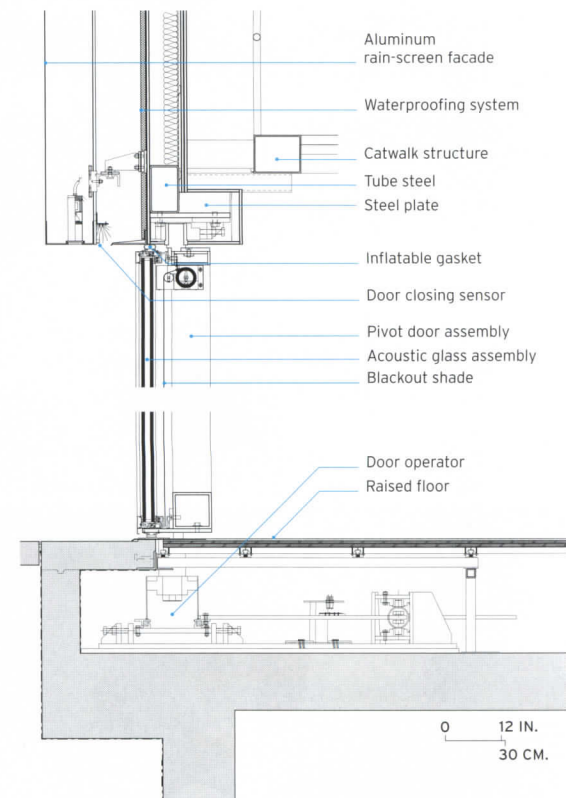 Aluminum
rain-screen facade
Waterproofing system
Catwalk structure
Tube steel
Steel plate
Inflatable gasket
Door closing sensor
Pivot door assembly
Acoustic glass assembly
Blackout shade
Door operator
Raised floor
0 12 IN.
30 CM.